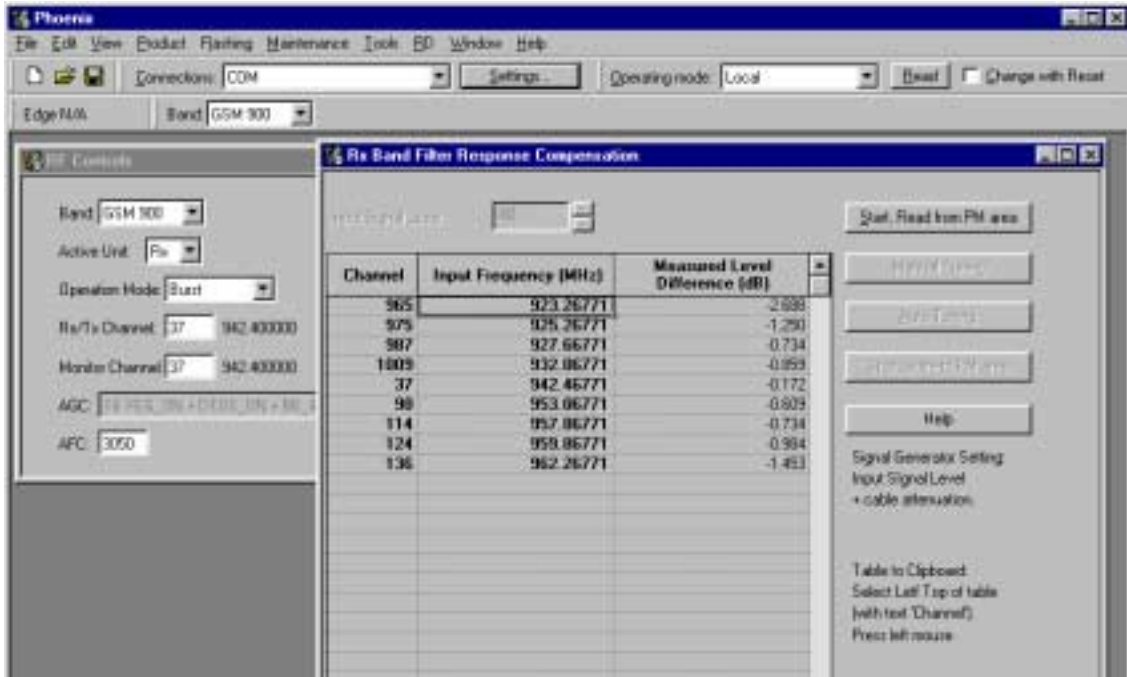 Phoenix
File Edit View Product Flashing Maintenance Tools BD Window Help
Connections: COM Settings... Operating mode: Local Read Change with Reset
Edge N/A Band: GSM 900
RF Controls
Band: GSM 900
Active Unit: Rx
Operation Mode: Burst
Rx/Tx Channel: 37 942.400000
Monitor Channel: 37 942.400000
AGC:
AFC: 3050
Rx Band Filter Response Compensation
Start, Read from PM area
Channel Input Frequency (MHz) Measured Level Difference (dB)
965 923.26771 -2.688
975 925.26771 -1.290
987 927.66771 -0.734
1009 932.06771 -0.859
37 942.46771 -0.172
90 953.06771 -0.609
114 957.86771 -0.734
124 959.86771 -0.984
136 962.26771 -1.453
Manual Tuning
Auto Tuning
Help
Signal Generator Setting:
Input Signal Level
+ cable attenuation.
Table to Clipboard:
Select Left Top of table
(with text 'Channel').
Press left mouse